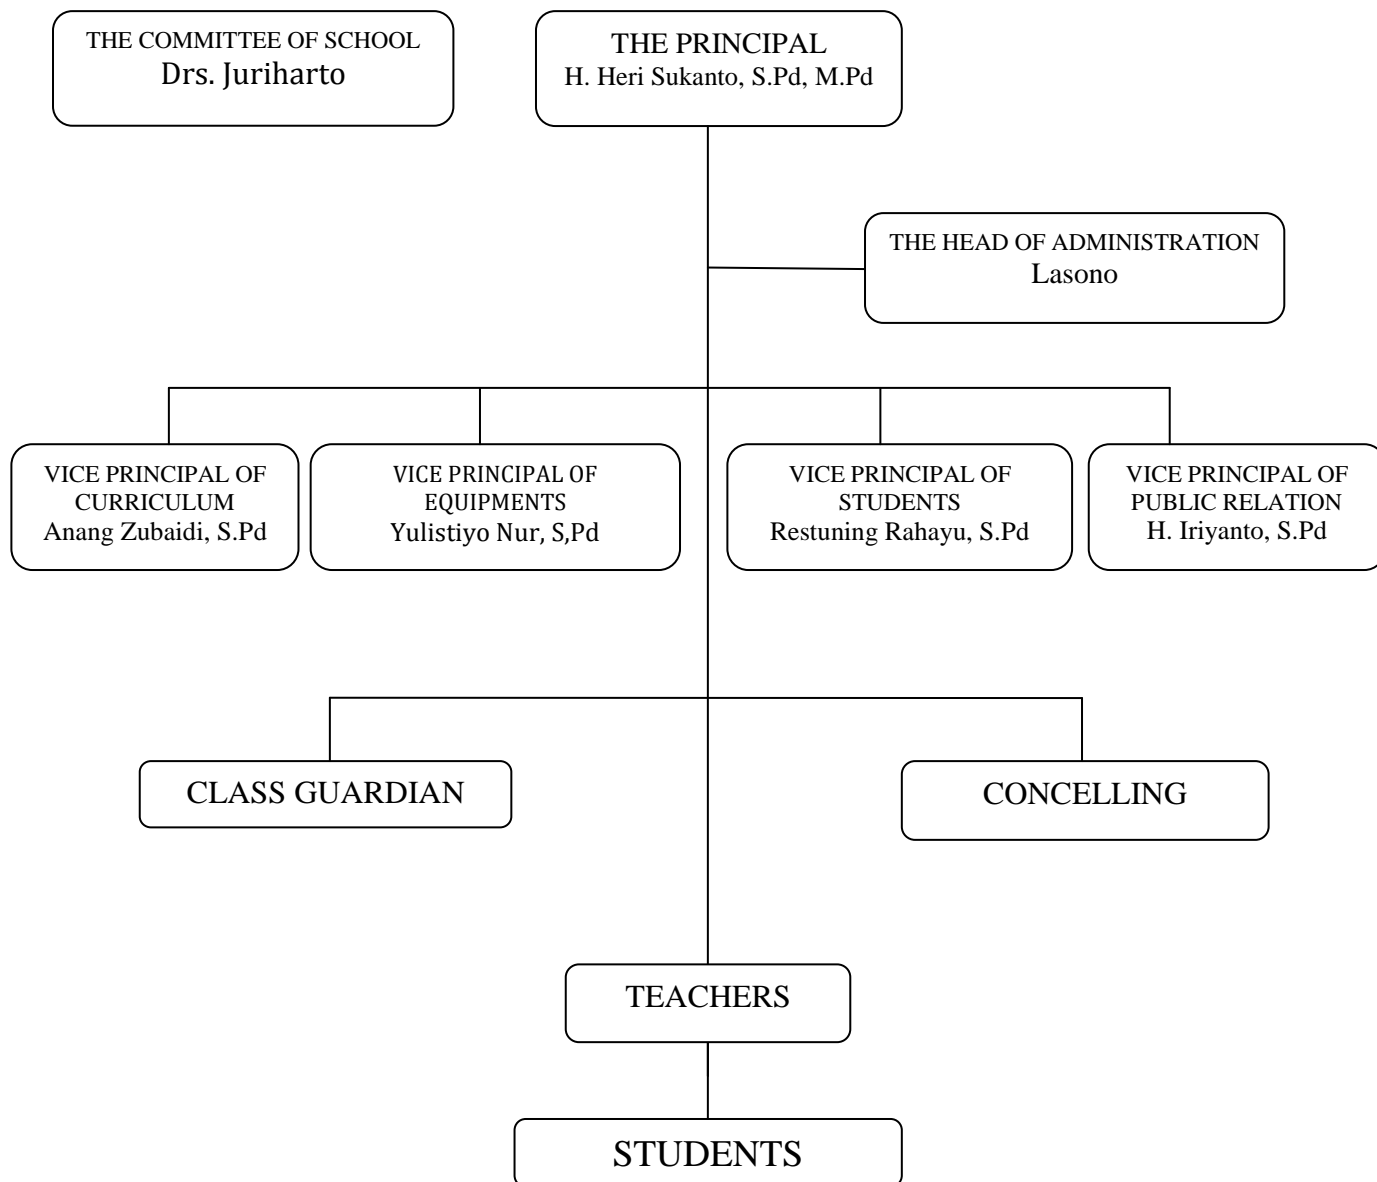 THE COMMITTEE OF SCHOOL
Drs. Juriharto
THE PRINCIPAL
H. Heri Sukanto, S.Pd, M.Pd
THE HEAD OF ADMINISTRATION
Lasono
VICE PRINCIPAL OF
CURRICULUM
Anang Zubaidi, S.Pd
VICE PRINCIPAL OF
EQUIPMENTS
Yulistiyo Nur, S,Pd
VICE PRINCIPAL OF
STUDENTS
Restuning Rahayu, S.Pd
VICE PRINCIPAL OF
PUBLIC RELATION
H. Iriyanto, S.Pd
CLASS GUARDIAN
CONCELLING
TEACHERS
STUDENTS